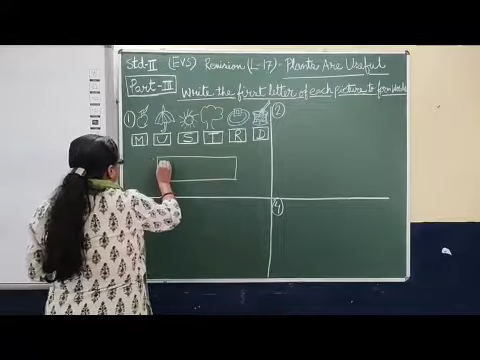 Std-II (EVS) Revision (L-17)- Plants Are Useful
Part-III Write the first letter of each picture to form words
① ②
M U S T R D
④